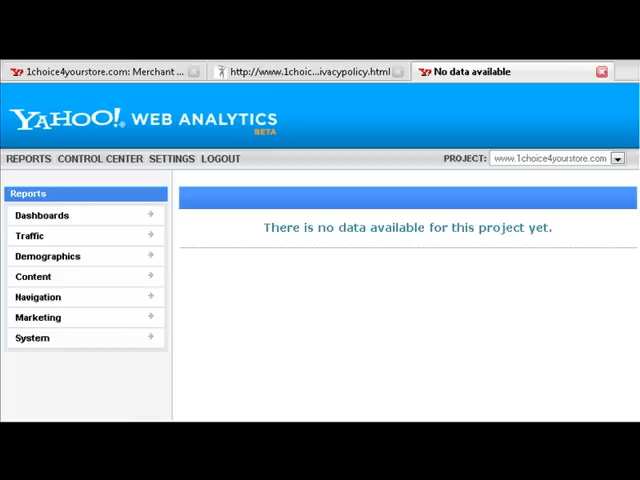 1choice4yourstore.com: Merchant ...
http://www.1choic...ivacypolicy.html
No data available
YAHOO! WEB ANALYTICS
BETA
REPORTS CONTROL CENTER SETTINGS LOGOUT
PROJECT: www.1choice4yourstore.com
Reports
Dashboards
Traffic
Demographics
Content
Navigation
Marketing
System
There is no data available for this project yet.